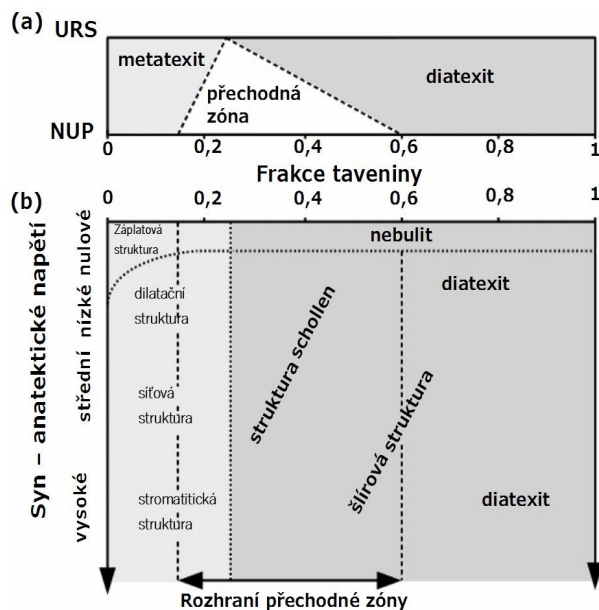 (a)
URS
metatexit
přechodná
zóna
diatexit
NUP
0 0,2 0,4 0,6 0,8 1
Frakce taveniny
(b)
0 0,2 0,4 0,6 0,8 1
Syn – anatektické napětí
nulové
nízké
střední
vysoké
Záplatová
struktura
nebulit
dilatační
struktura
diatexit
síťová
struktura
struktura schollen
šlírová struktura
stromatitická
struktura
diatexit
Rozhraní přechodné zóny